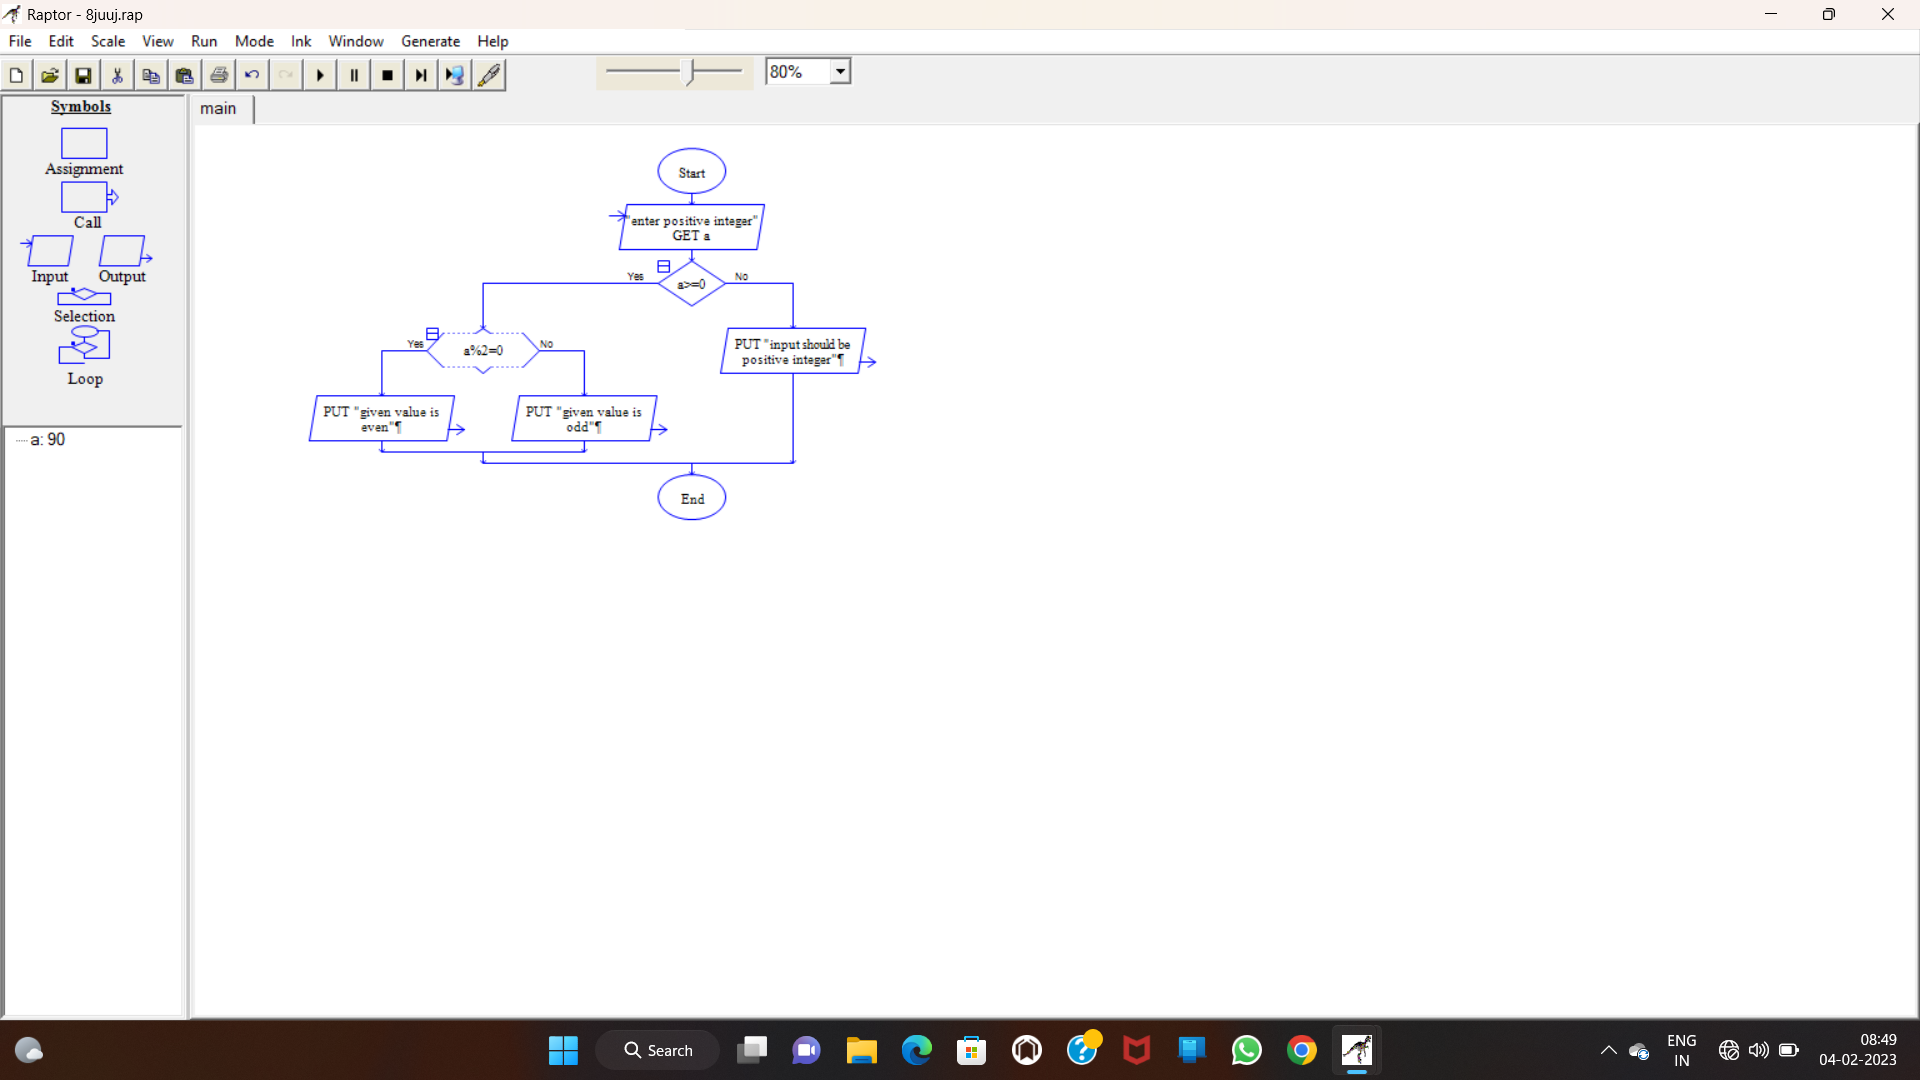 Raptor - 8juuj.rap
File Edit Scale View Run Mode Ink Window Generate Help
80%
Symbols
Assignment
Call
Input Output
Selection
Loop
a: 90
main
Start
"enter positive integer"
GET a
Yes No
a>=0
Yes No
a%2=0
PUT "input should be
positive integer"¶
PUT "given value is
even"¶
PUT "given value is
odd"¶
End
Search
ENG
IN
08:49
04-02-2023